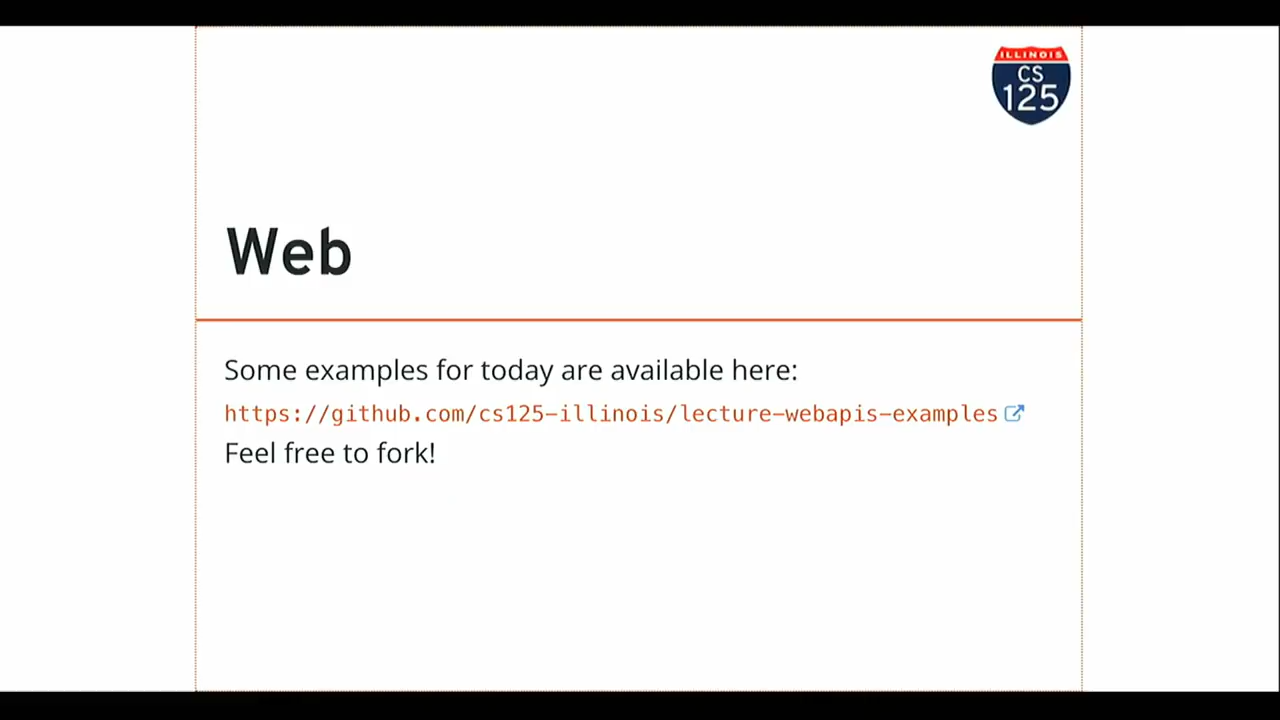 ILLINOIS
CS
125
Web
Some examples for today are available here:
https://github.com/cs125-illinois/lecture-webapis-examples
Feel free to fork!